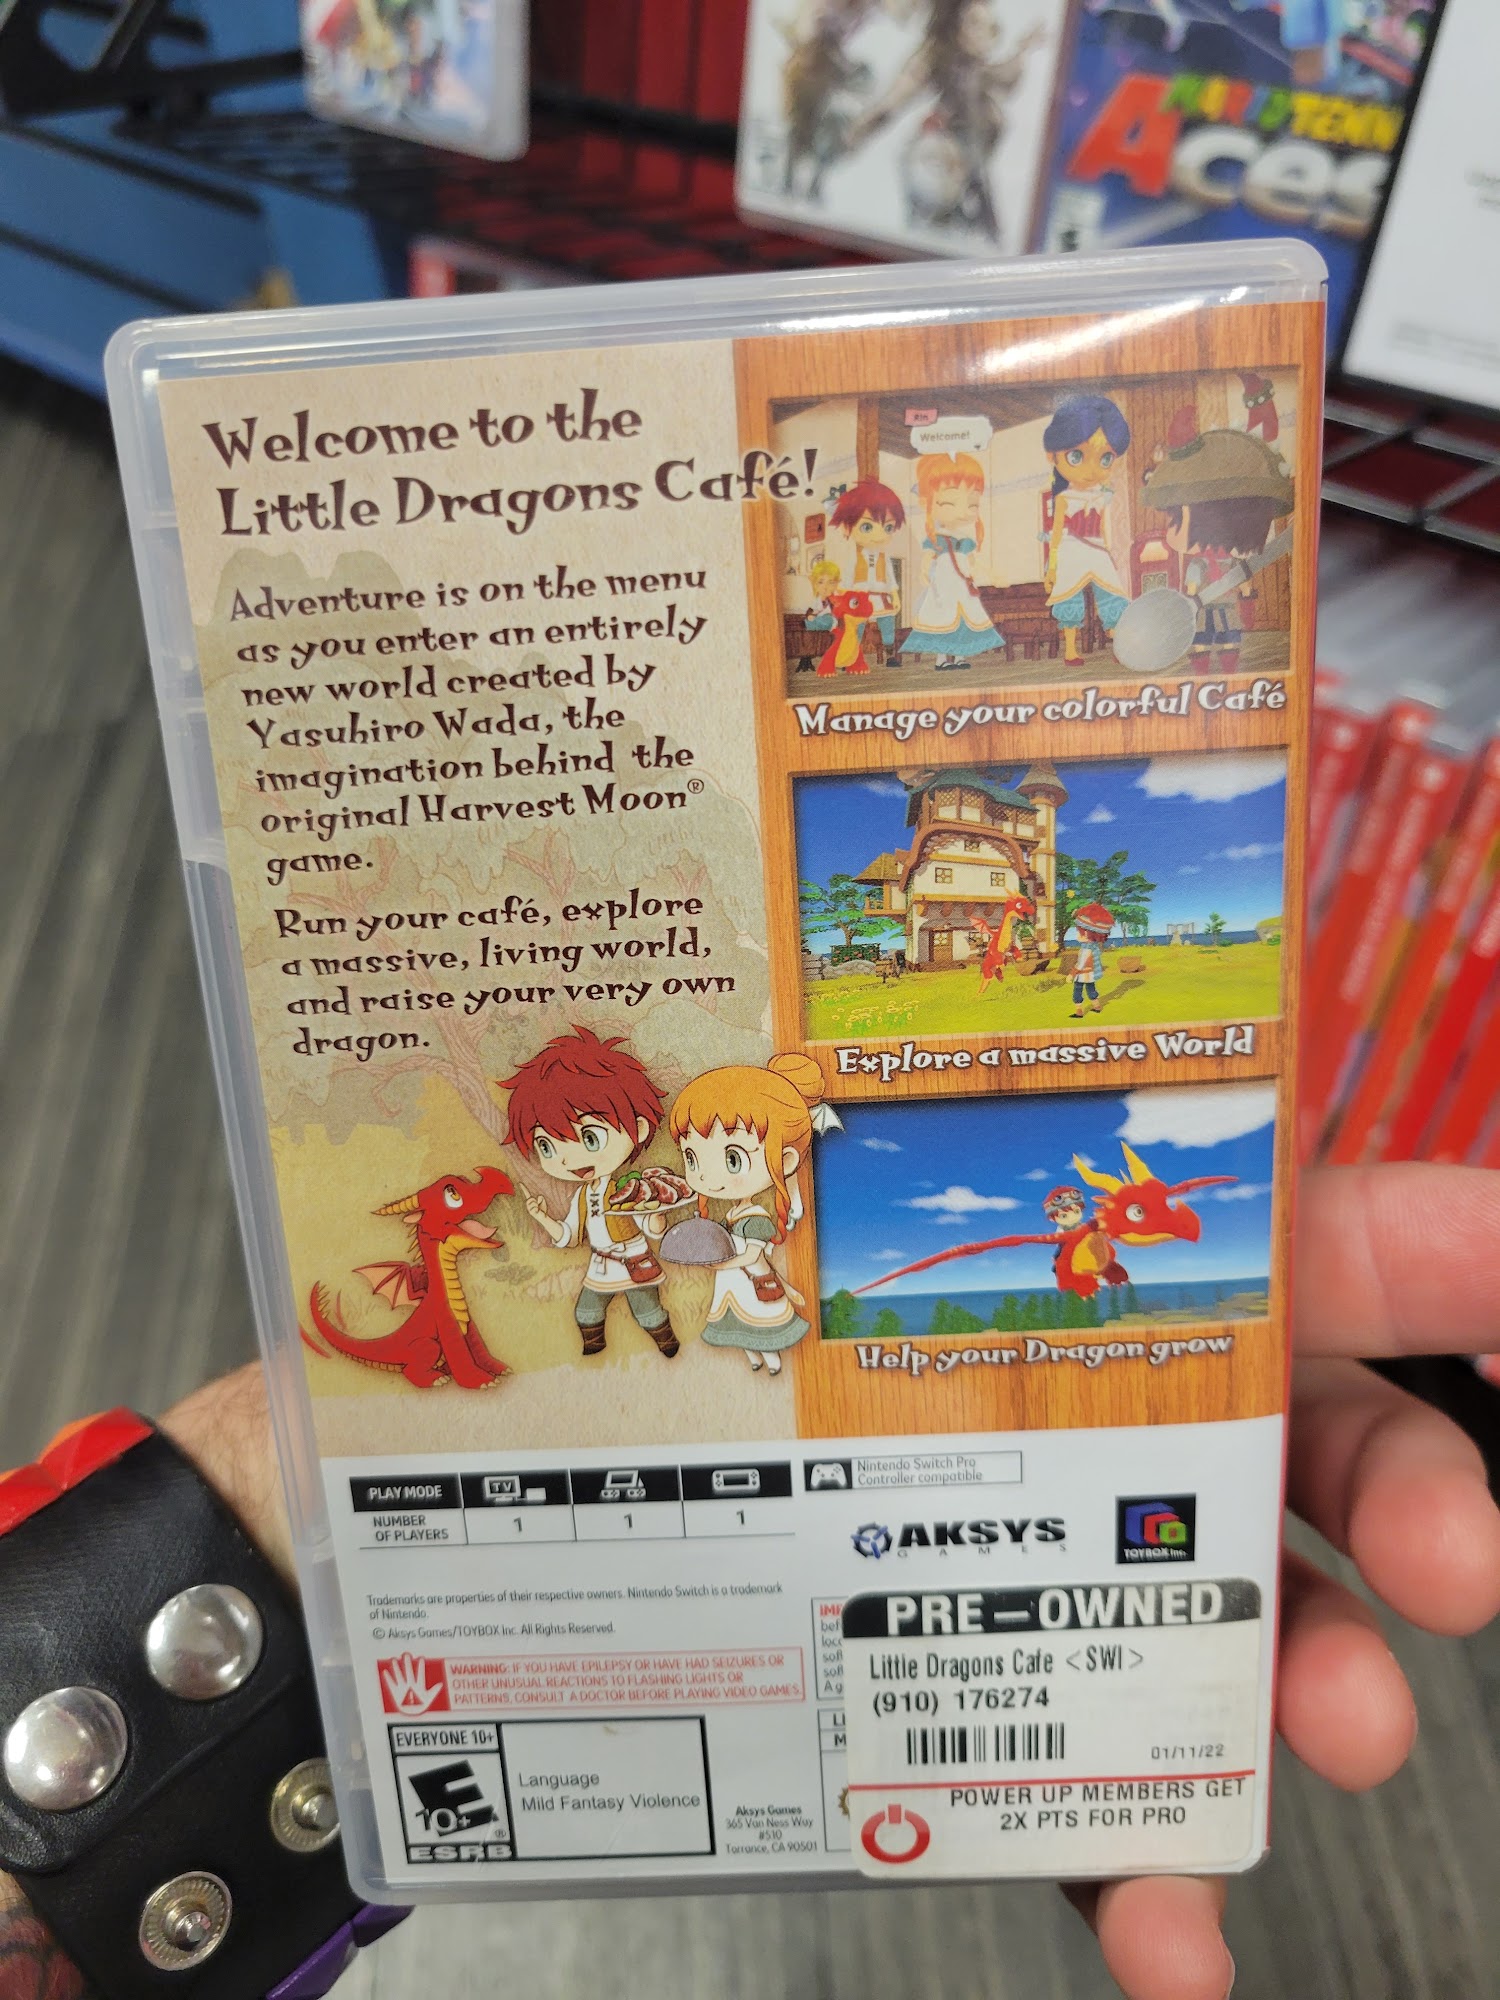 MARIO TENNIS
ACES
Welcome to the
Little Dragons Café!
Adventure is on the menu
as you enter an entirely
new world created by
Yasuhiro Wada, the
imagination behind the
original Harvest Moon®
game.
Run your café, explore
a massive, living world,
and raise your very own
dragon.
Rin
Welcome!
Manage your colorful Café
Explore a massive World
Help your Dragon grow
PLAY MODE
TV
NUMBER
OF PLAYERS
1
1
1
Nintendo Switch Pro
Controller compatible
AKSYS
GAMES
TOYBOX Inc.
Trademarks are properties of their respective owners. Nintendo Switch is a trademark
of Nintendo.
© Aksys Games/TOYBOX Inc. All Rights Reserved.
WARNING: IF YOU HAVE EPILEPSY OR HAVE HAD SEIZURES OR
OTHER UNUSUAL REACTIONS TO FLASHING LIGHTS OR
PATTERNS, CONSULT A DOCTOR BEFORE PLAYING VIDEO GAMES.
EVERYONE 10+
E
10+
®
ESRB
Language
Mild Fantasy Violence
Aksys Games
365 Van Ness Way
#510
Torrance, CA 90501
PRE-OWNED
Little Dragons Cafe <SWI>
(910) 176274
01/11/22
POWER UP MEMBERS GET
2X PTS FOR PRO